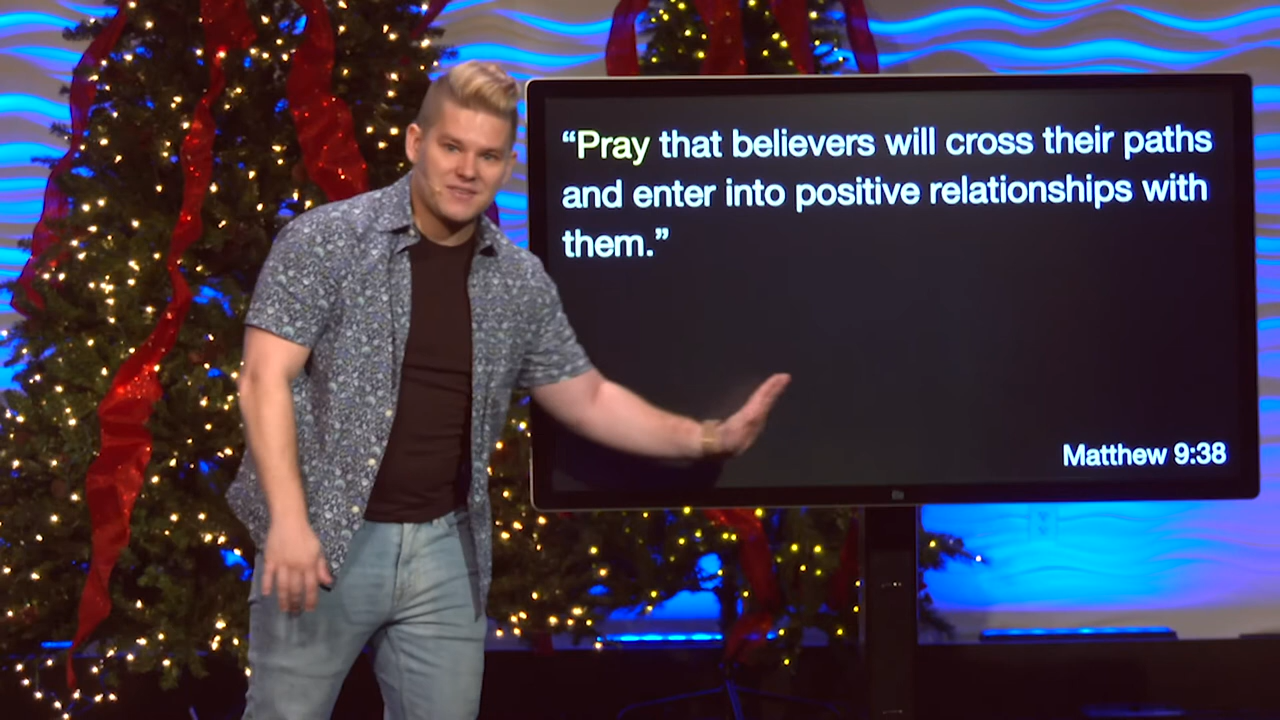 “Pray that believers will cross their paths
and enter into positive relationships with
them.”
Matthew 9:38